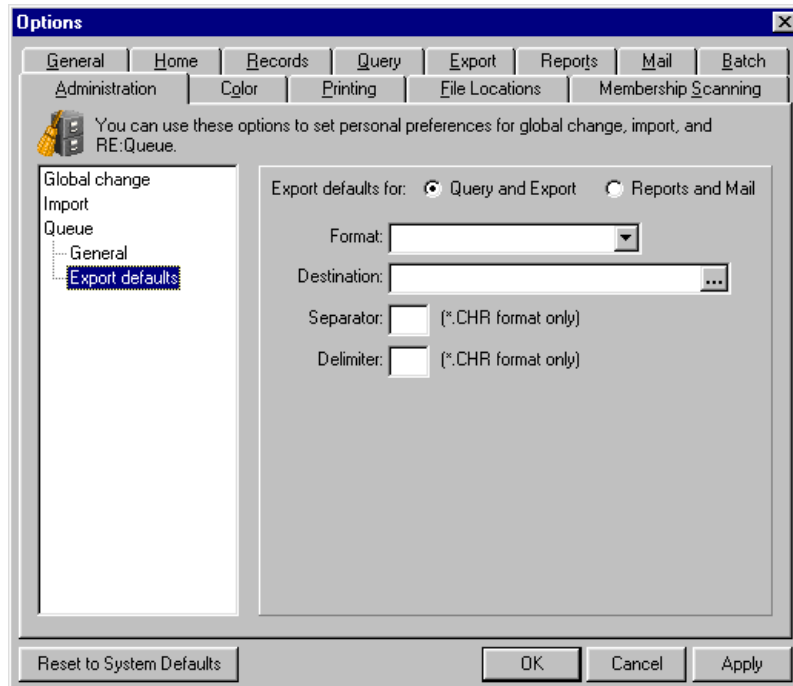 Options
General Home Records Query Export Reports Mail Batch
Administration Color Printing File Locations Membership Scanning
You can use these options to set personal preferences for global change, import, and
RE:Queue.
Global change
Import
Queue
General
Export defaults
Export defaults for: Query and Export Reports and Mail
Format:
Destination: ...
Separator: (*.CHR format only)
Delimiter: (*.CHR format only)
Reset to System Defaults OK Cancel Apply